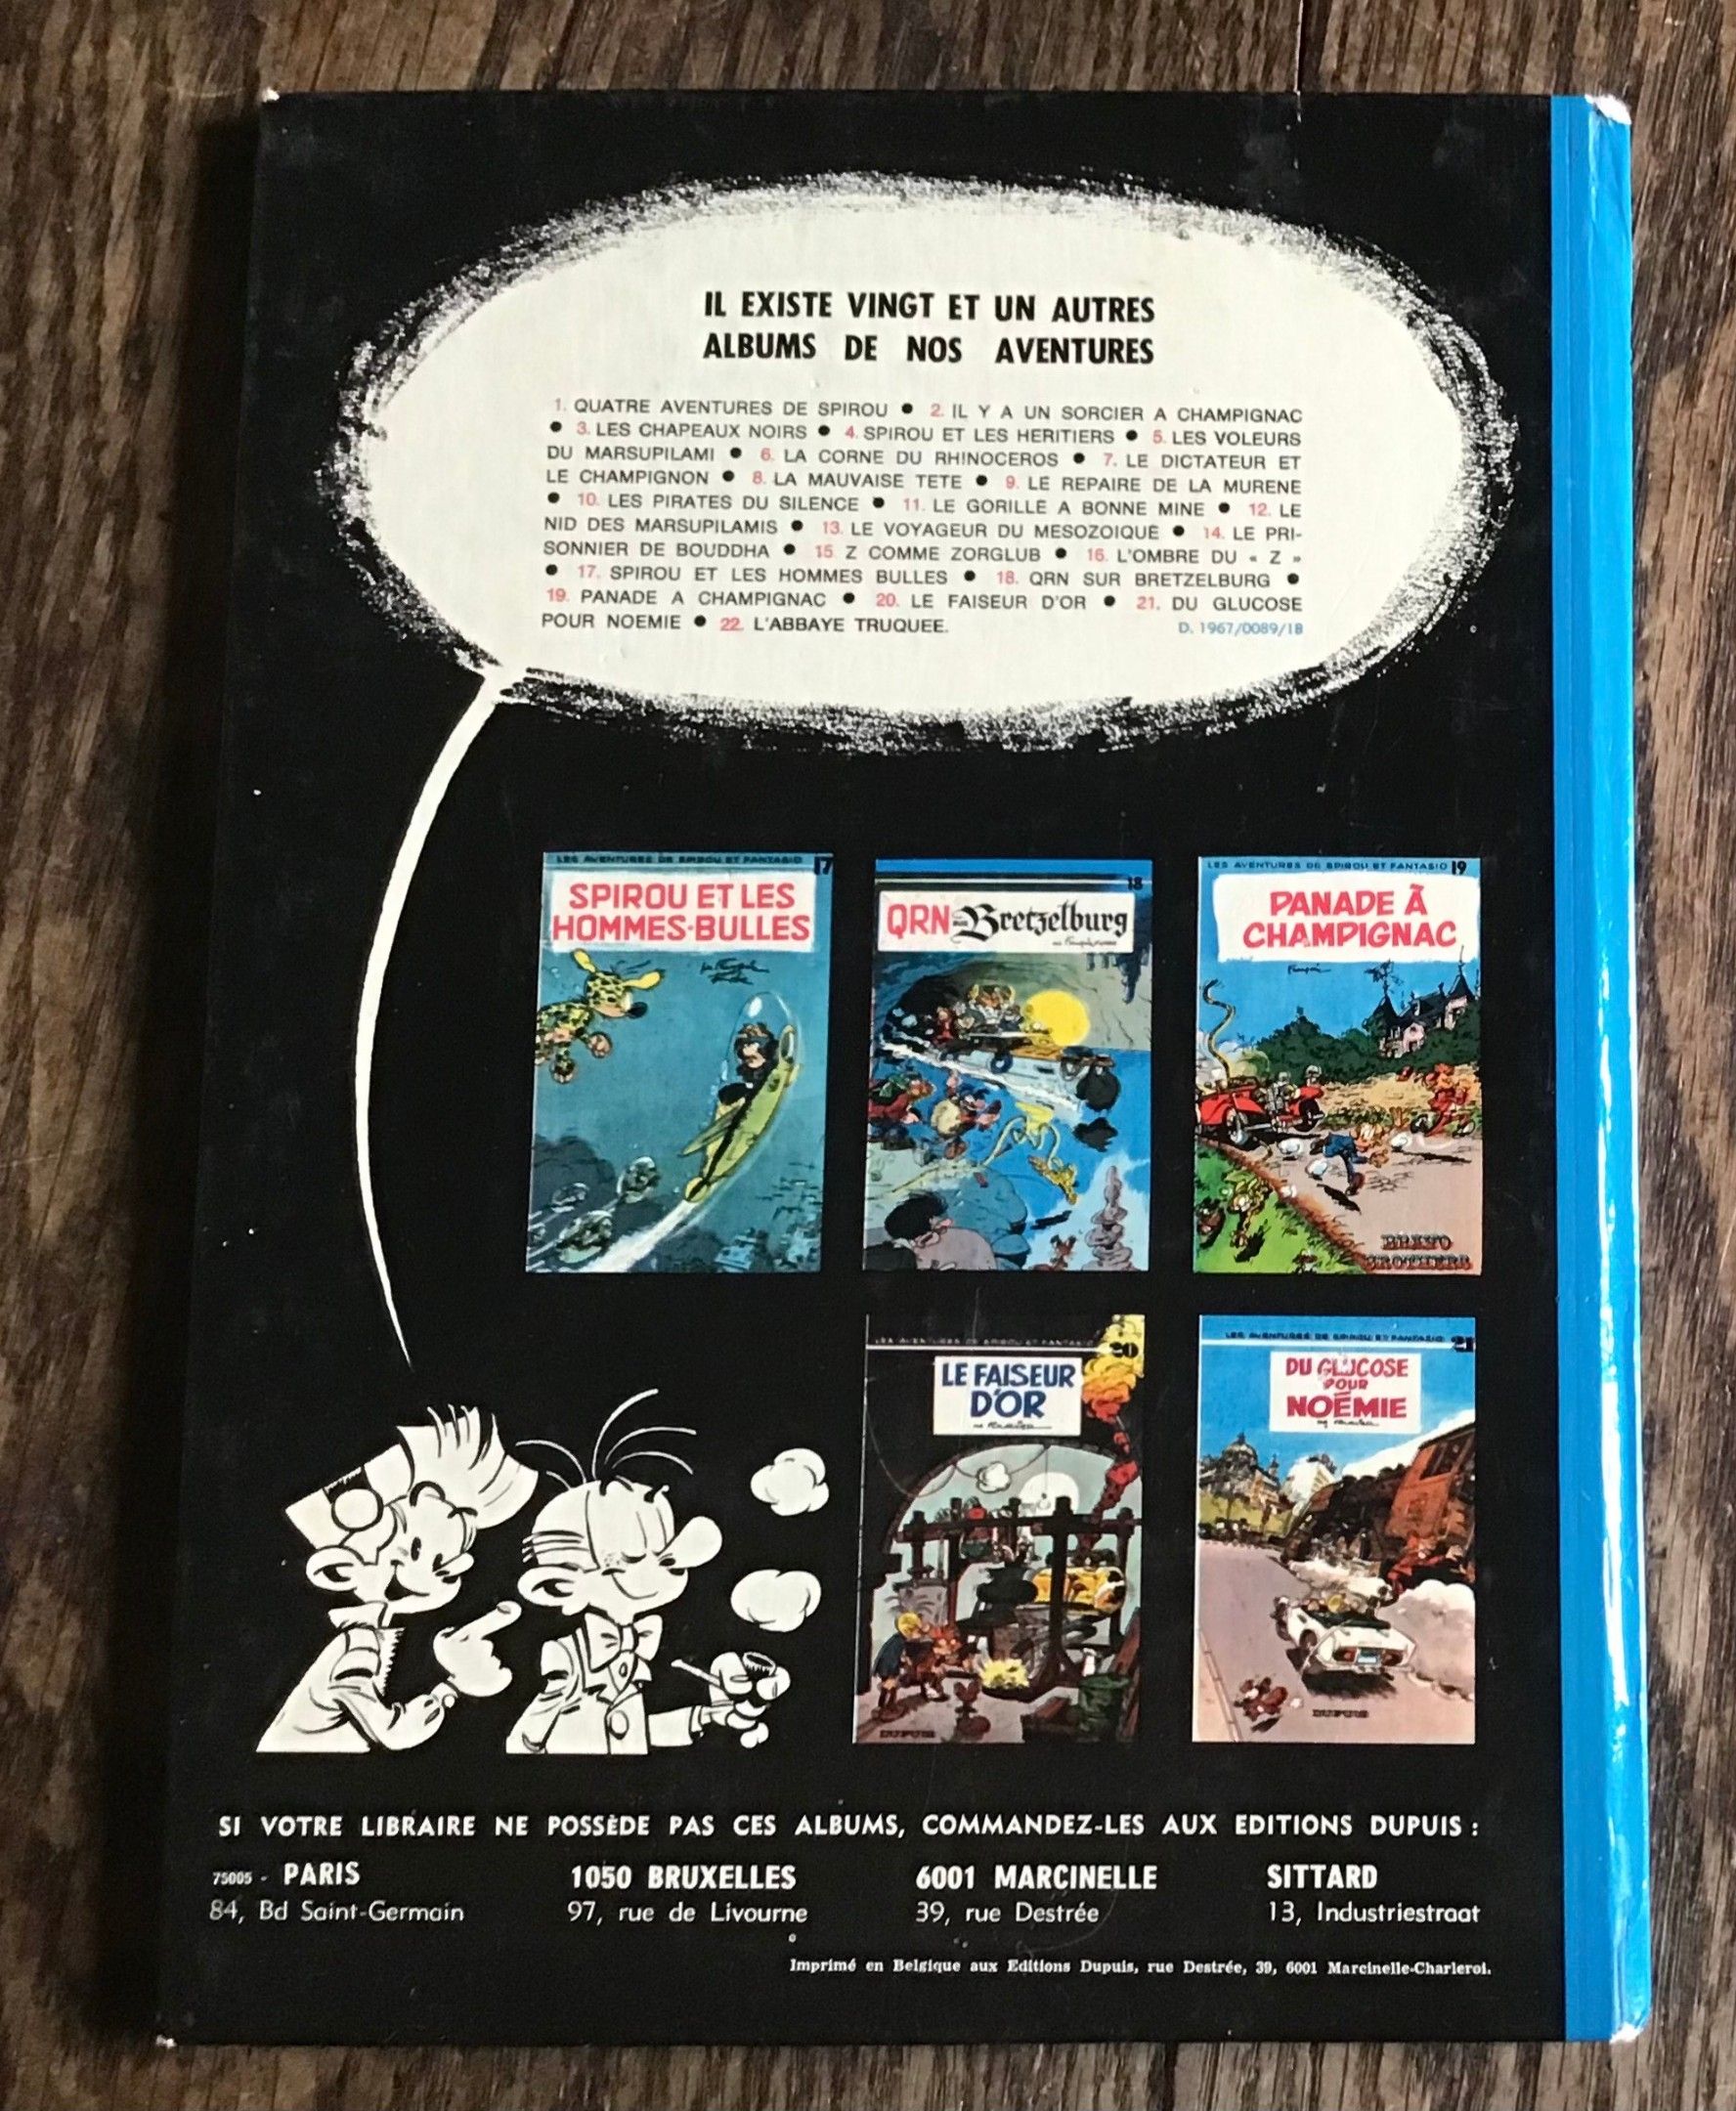 IL EXISTE VINGT ET UN AUTRES
ALBUMS DE NOS AVENTURES
1. QUATRE AVENTURES DE SPIROU ● 2. IL Y A UN SORCIER A CHAMPIGNAC
● 3. LES CHAPEAUX NOIRS ● 4. SPIROU ET LES HERITIERS ● 5. LES VOLEURS
DU MARSUPILAMI ● 6. LA CORNE DU RHINOCEROS ● 7. LE DICTATEUR ET
LE CHAMPIGNON ● 8. LA MAUVAISE TETE ● 9. LE REPAIRE DE LA MURENE
● 10. LES PIRATES DU SILENCE ● 11. LE GORILLE A BONNE MINE ● 12. LE
NID DES MARSUPILAMIS ● 13. LE VOYAGEUR DU MESOZOIQUE ● 14. LE PRI-
SONNIER DE BOUDDHA ● 15. Z COMME ZORGLUB ● 16. L'OMBRE DU « Z »
● 17. SPIROU ET LES HOMMES BULLES ● 18. QRN SUR BRETZELBURG ●
19. PANADE A CHAMPIGNAC ● 20. LE FAISEUR D'OR ● 21. DU GLUCOSE
POUR NOEMIE ● 22. L'ABBAYE TRUQUEE. D. 1967/0089/18
LES AVENTURES DE SPIROU ET FANTASIO 17
SPIROU ET LES
HOMMES-BULLES
18
QRN SUR Bretzelburg
LES AVENTURES DE SPIROU ET FANTASIO 19
PANADE À
CHAMPIGNAC
Franquin
BRAVO
BROTHERS
LES AVENTURES DE SPIROU ET FANTASIO 20
LE FAISEUR
D'OR
DUPUIS
LES AVENTURES DE SPIROU ET FANTASIO 21
DU GLUCOSE
POUR
NOÉMIE
DUPUIS
SI VOTRE LIBRAIRE NE POSSÈDE PAS CES ALBUMS, COMMANDEZ-LES AUX EDITIONS DUPUIS :
75005 - PARIS 1050 BRUXELLES 6001 MARCINELLE SITTARD
84, Bd Saint-Germain 97, rue de Livourne 39, rue Destrée 13, Industriestraat
Imprimé en Belgique aux Editions Dupuis, rue Destrée, 39, 6001 Marcinelle-Charleroi.